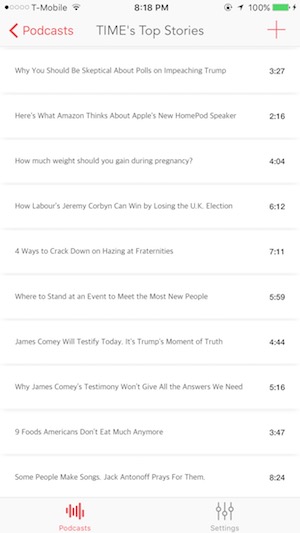 T-Mobile 8:18 PM 100%
Podcasts TIME's Top Stories
Why You Should Be Skeptical About Polls on Impeaching Trump 3:27
Here's What Amazon Thinks About Apple's New HomePod Speaker 2:16
How much weight should you gain during pregnancy? 4:04
How Labour's Jeremy Corbyn Can Win by Losing the U.K. Election 6:12
4 Ways to Crack Down on Hazing at Fraternities 7:11
Where to Stand at an Event to Meet the Most New People 5:59
James Comey Will Testify Today. It's Trump's Moment of Truth 4:44
Why James Comey's Testimony Won't Give All the Answers We Need 5:16
9 Foods Americans Don't Eat Much Anymore 3:47
Some People Make Songs. Jack Antonoff Prays For Them. 8:24
Podcasts Settings